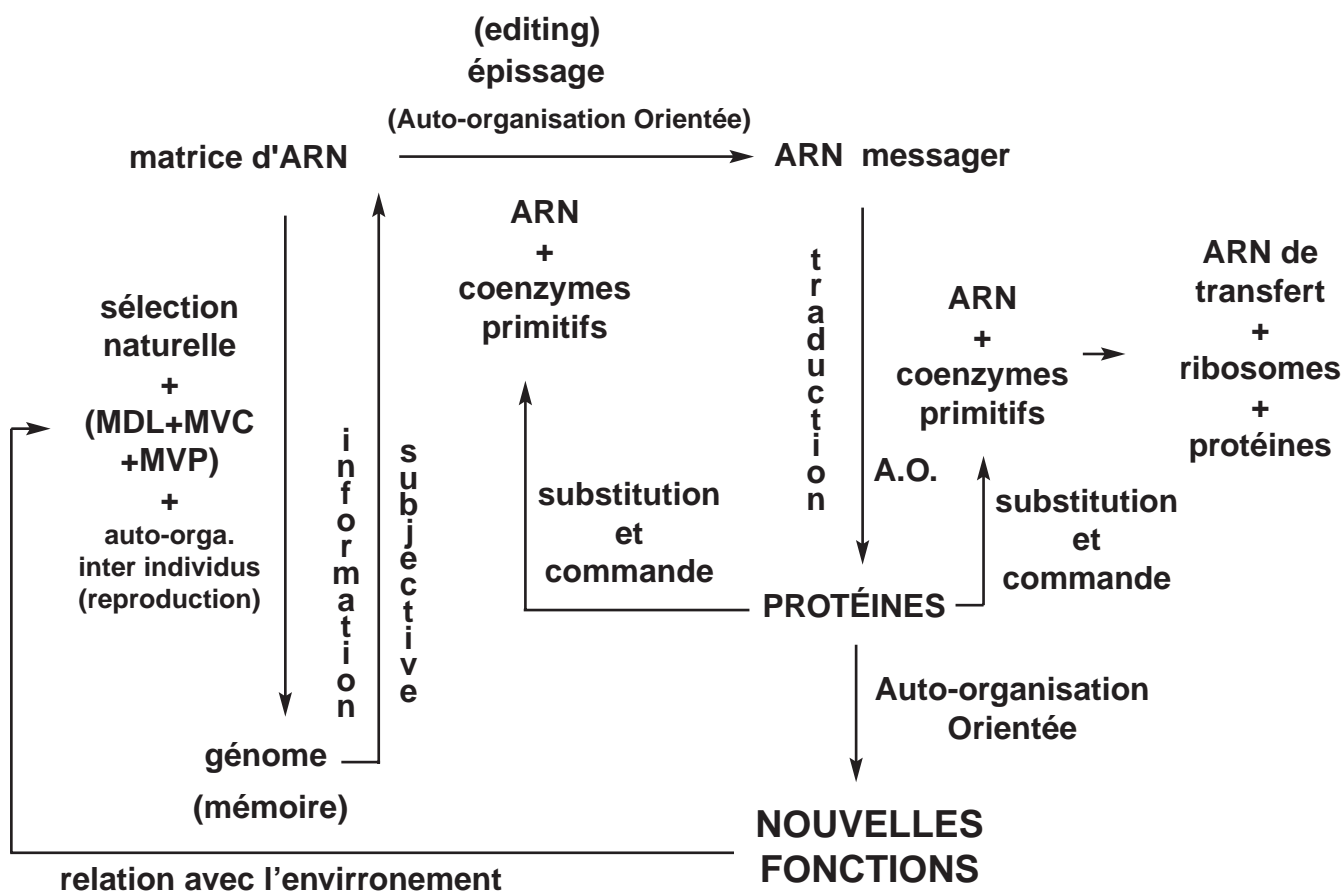 (editing)
épissage
(Auto-organisation Orientée)
matrice d'ARN
ARN messager
ARN
+
coenzymes
primitifs
traduction
ARN
+
coenzymes
primitifs
ARN de
transfert
+
ribosomes
+
protéines
sélection
naturelle
+
(MDL+MVC
+MVP)
+
auto-orga.
inter individus
(reproduction)
information
subjective
A.O.
substitution
et
commande
substitution
et
commande
PROTÉINES
Auto-organisation
Orientée
génome
(mémoire)
NOUVELLES
FONCTIONS
relation avec l'envirronement